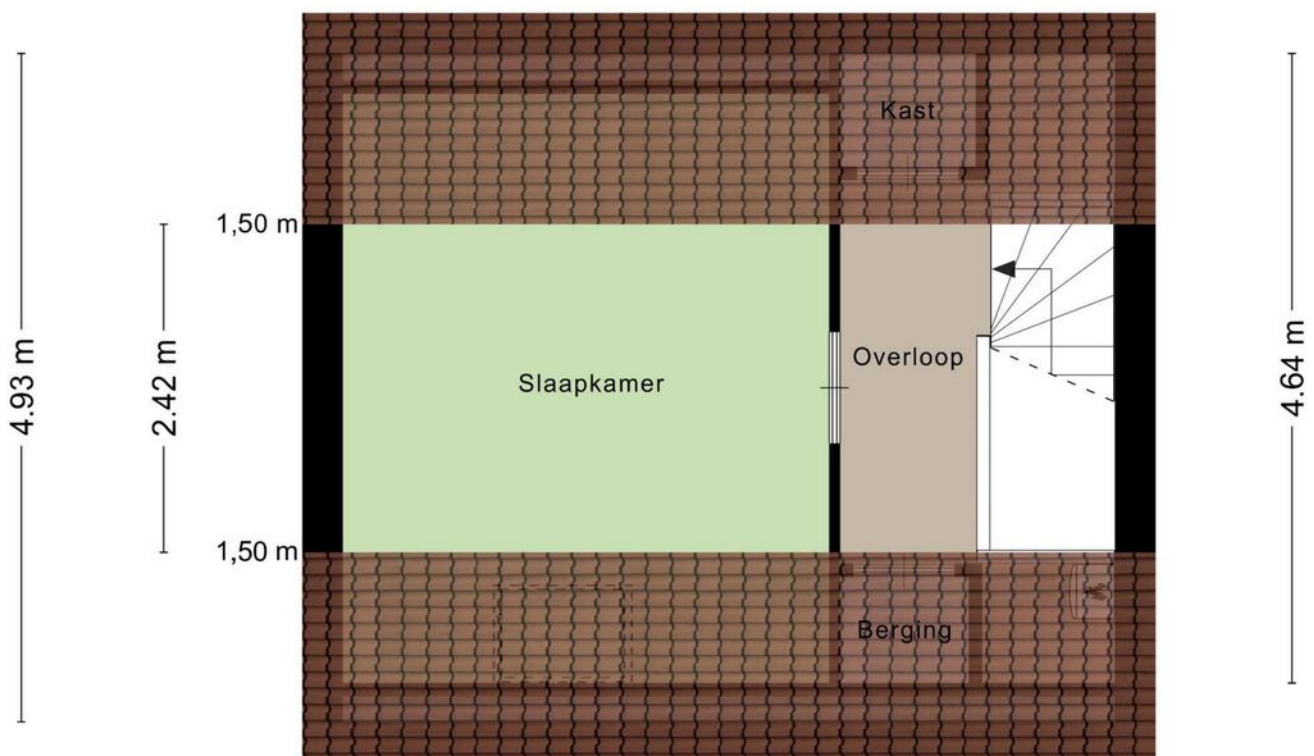 Kast
1,50 m
4.93 m
2.42 m
Slaapkamer
Overloop
4.64 m
1,50 m
Berging